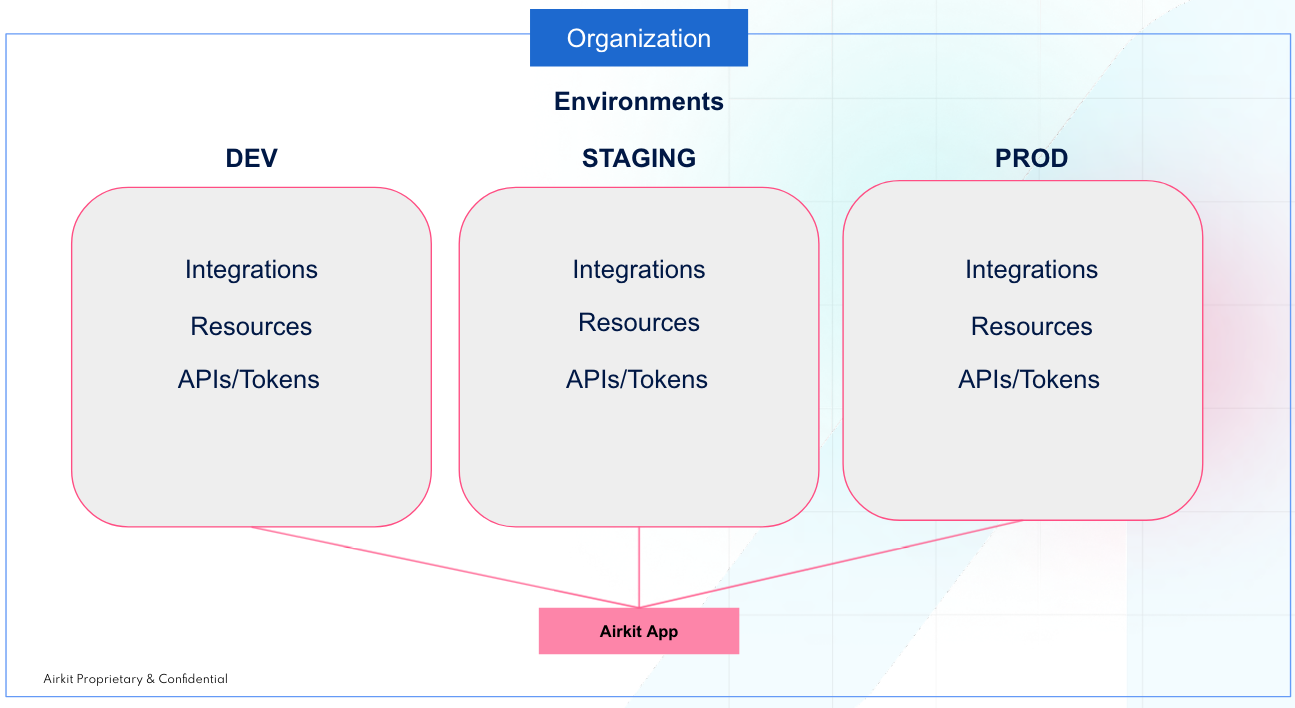 Organization
Environments
DEV
STAGING
PROD
Integrations
Resources
APIs/Tokens
Integrations
Resources
APIs/Tokens
Integrations
Resources
APIs/Tokens
Airkit App
Airkit Proprietary & Confidential